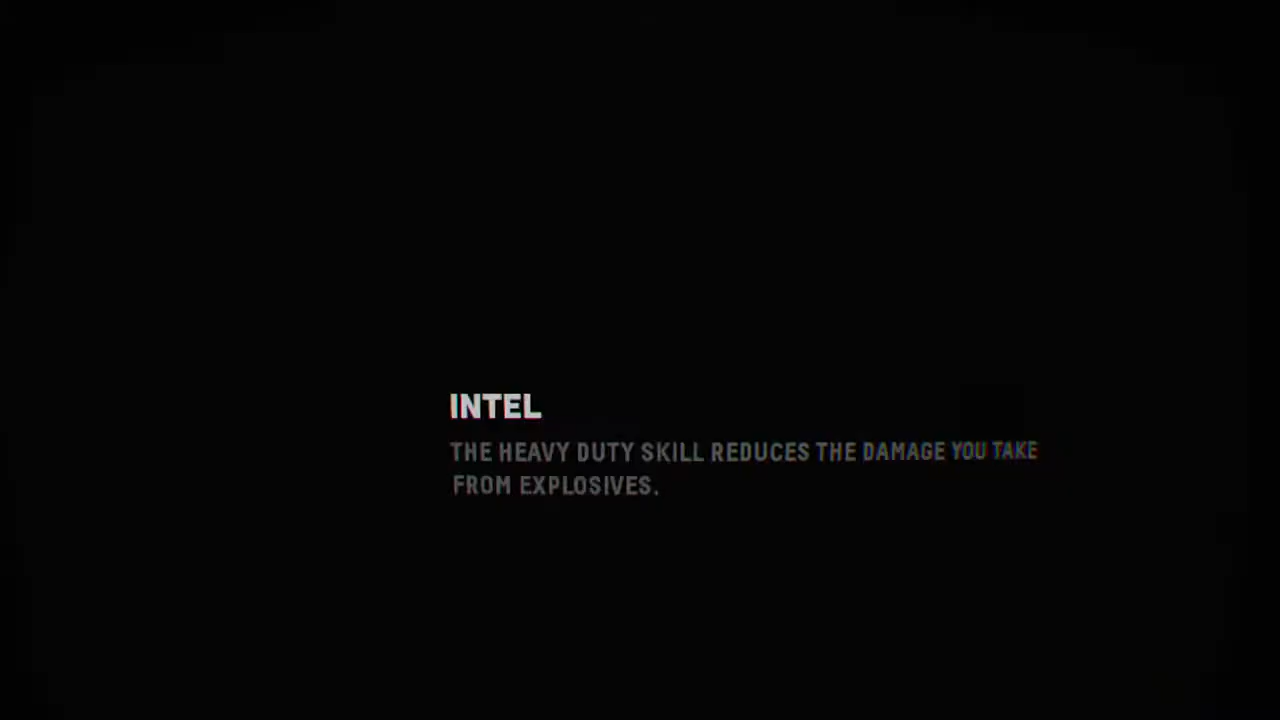 INTEL
THE HEAVY DUTY SKILL REDUCES THE DAMAGE YOU TAKE
FROM EXPLOSIVES.